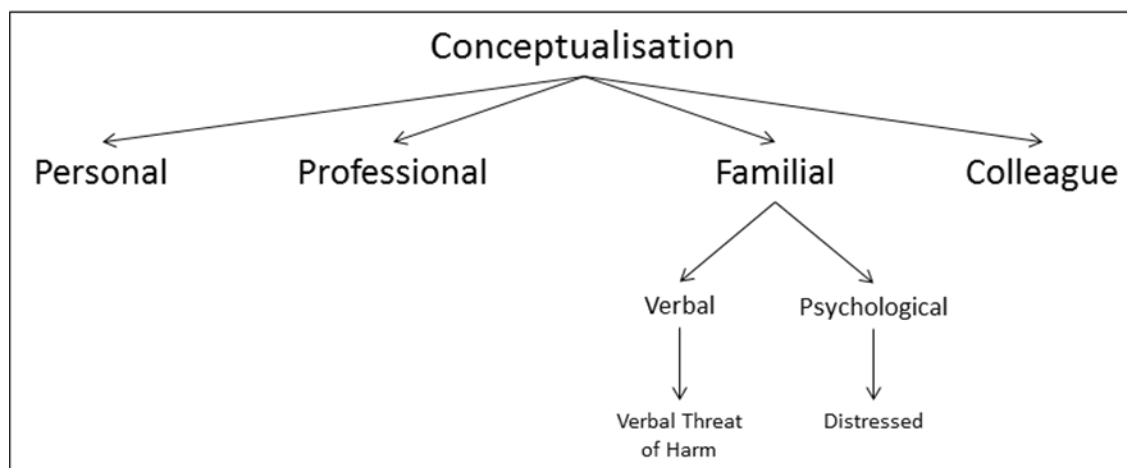 Conceptualisation
Personal Professional Familial Colleague
Verbal Psychological
Verbal Threat Distressed
of Harm